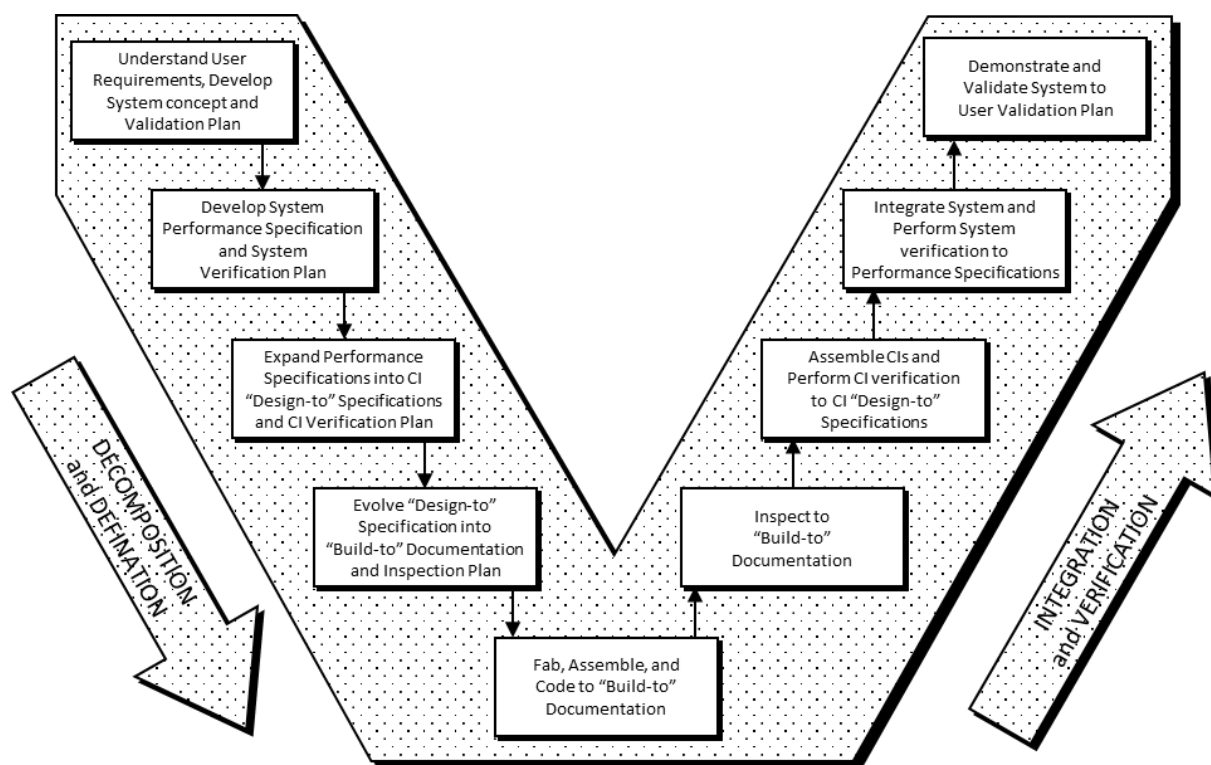 Understand User
Requirements, Develop
System concept and
Validation Plan
Develop System
Performance Specification
and System
Verification Plan
Expand Performance
Specifications into CI
“Design-to” Specifications
and CI Verification Plan
Evolve “Design-to”
Specification into
“Build-to” Documentation
and Inspection Plan
Fab, Assemble, and
Code to “Build-to”
Documentation
Inspect to
“Build-to”
Documentation
Assemble CIs and
Perform CI verification
to CI “Design-to”
Specifications
Integrate System and
Perform System
verification to
Performance Specifications
Demonstrate and
Validate System to
User Validation Plan
DECOMPOSITION
and DEFINATION
INTEGRATION
and VERIFICATION